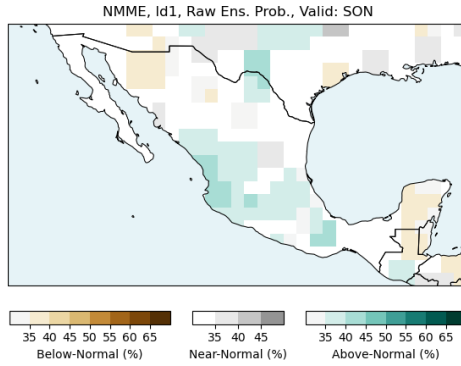 NMME, ld1, Raw Ens. Prob., Valid: SON
35 40 45 50 55 60 65
Below-Normal (%)
35 40 45
Near-Normal (%)
35 40 45 50 55 60 65
Above-Normal (%)